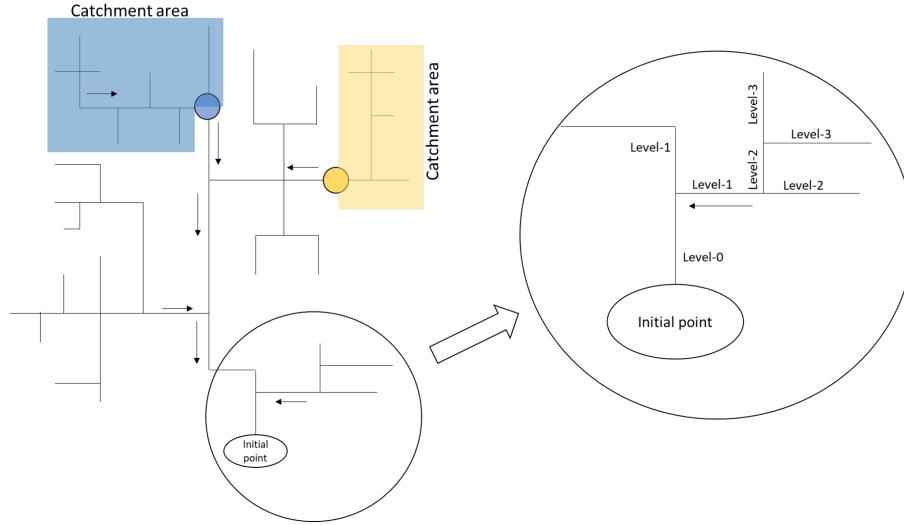 Catchment area
Catchment area
Initial
point
Level-1
Level-3
Level-3
Level-2
Level-1
Level-2
Level-0
Initial point